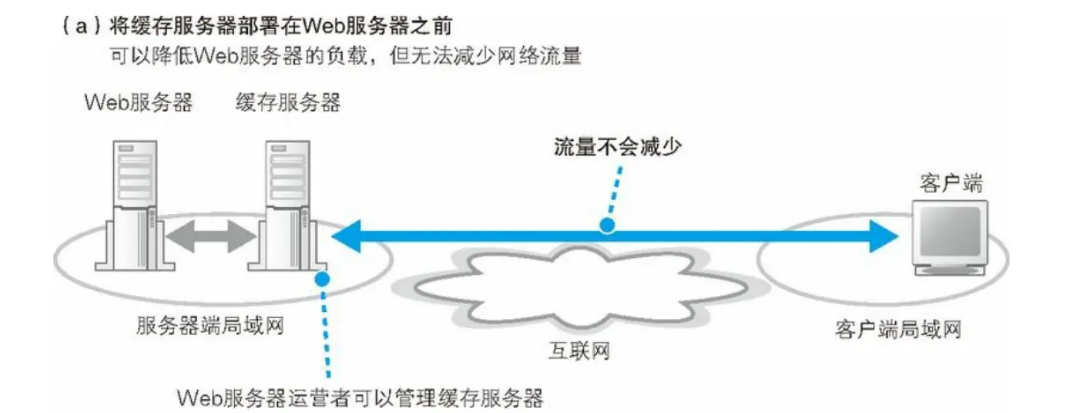 （a）将缓存服务器部署在Web服务器之前
可以降低Web服务器的负载，但无法减少网络流量
Web服务器
缓存服务器
流量不会减少
客户端
服务器端局域网
互联网
客户端局域网
Web服务器运营者可以管理缓存服务器